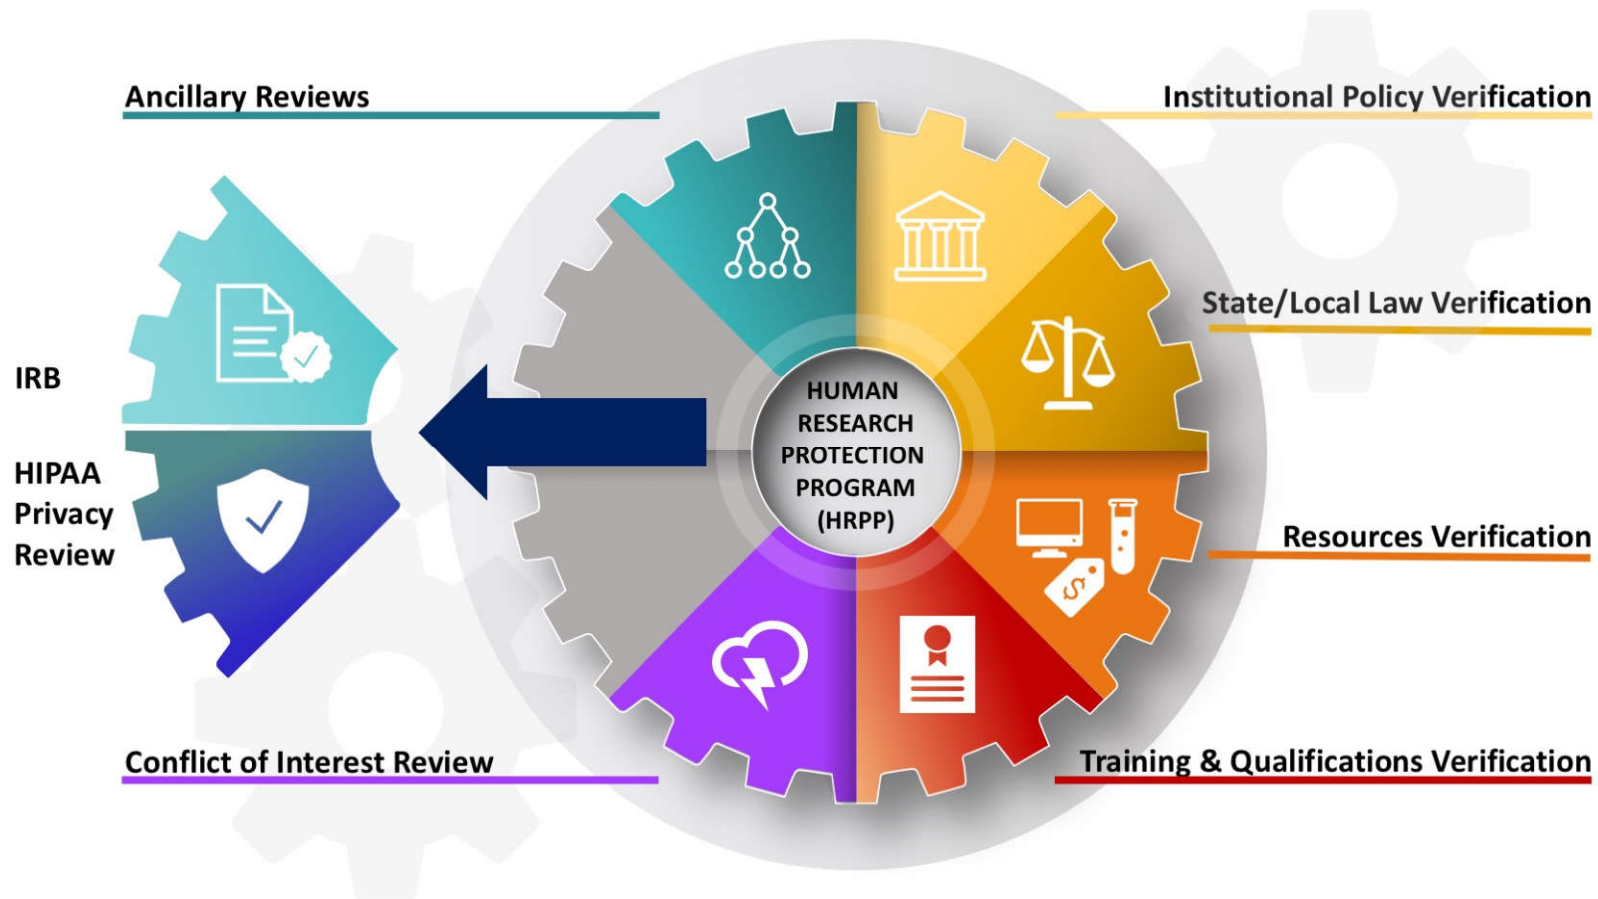 Ancillary Reviews
Institutional Policy Verification
State/Local Law Verification
IRB
HIPAA
Privacy
Review
HUMAN
RESEARCH
PROTECTION
PROGRAM
(HRPP)
Resources Verification
$
Conflict of Interest Review
Training & Qualifications Verification